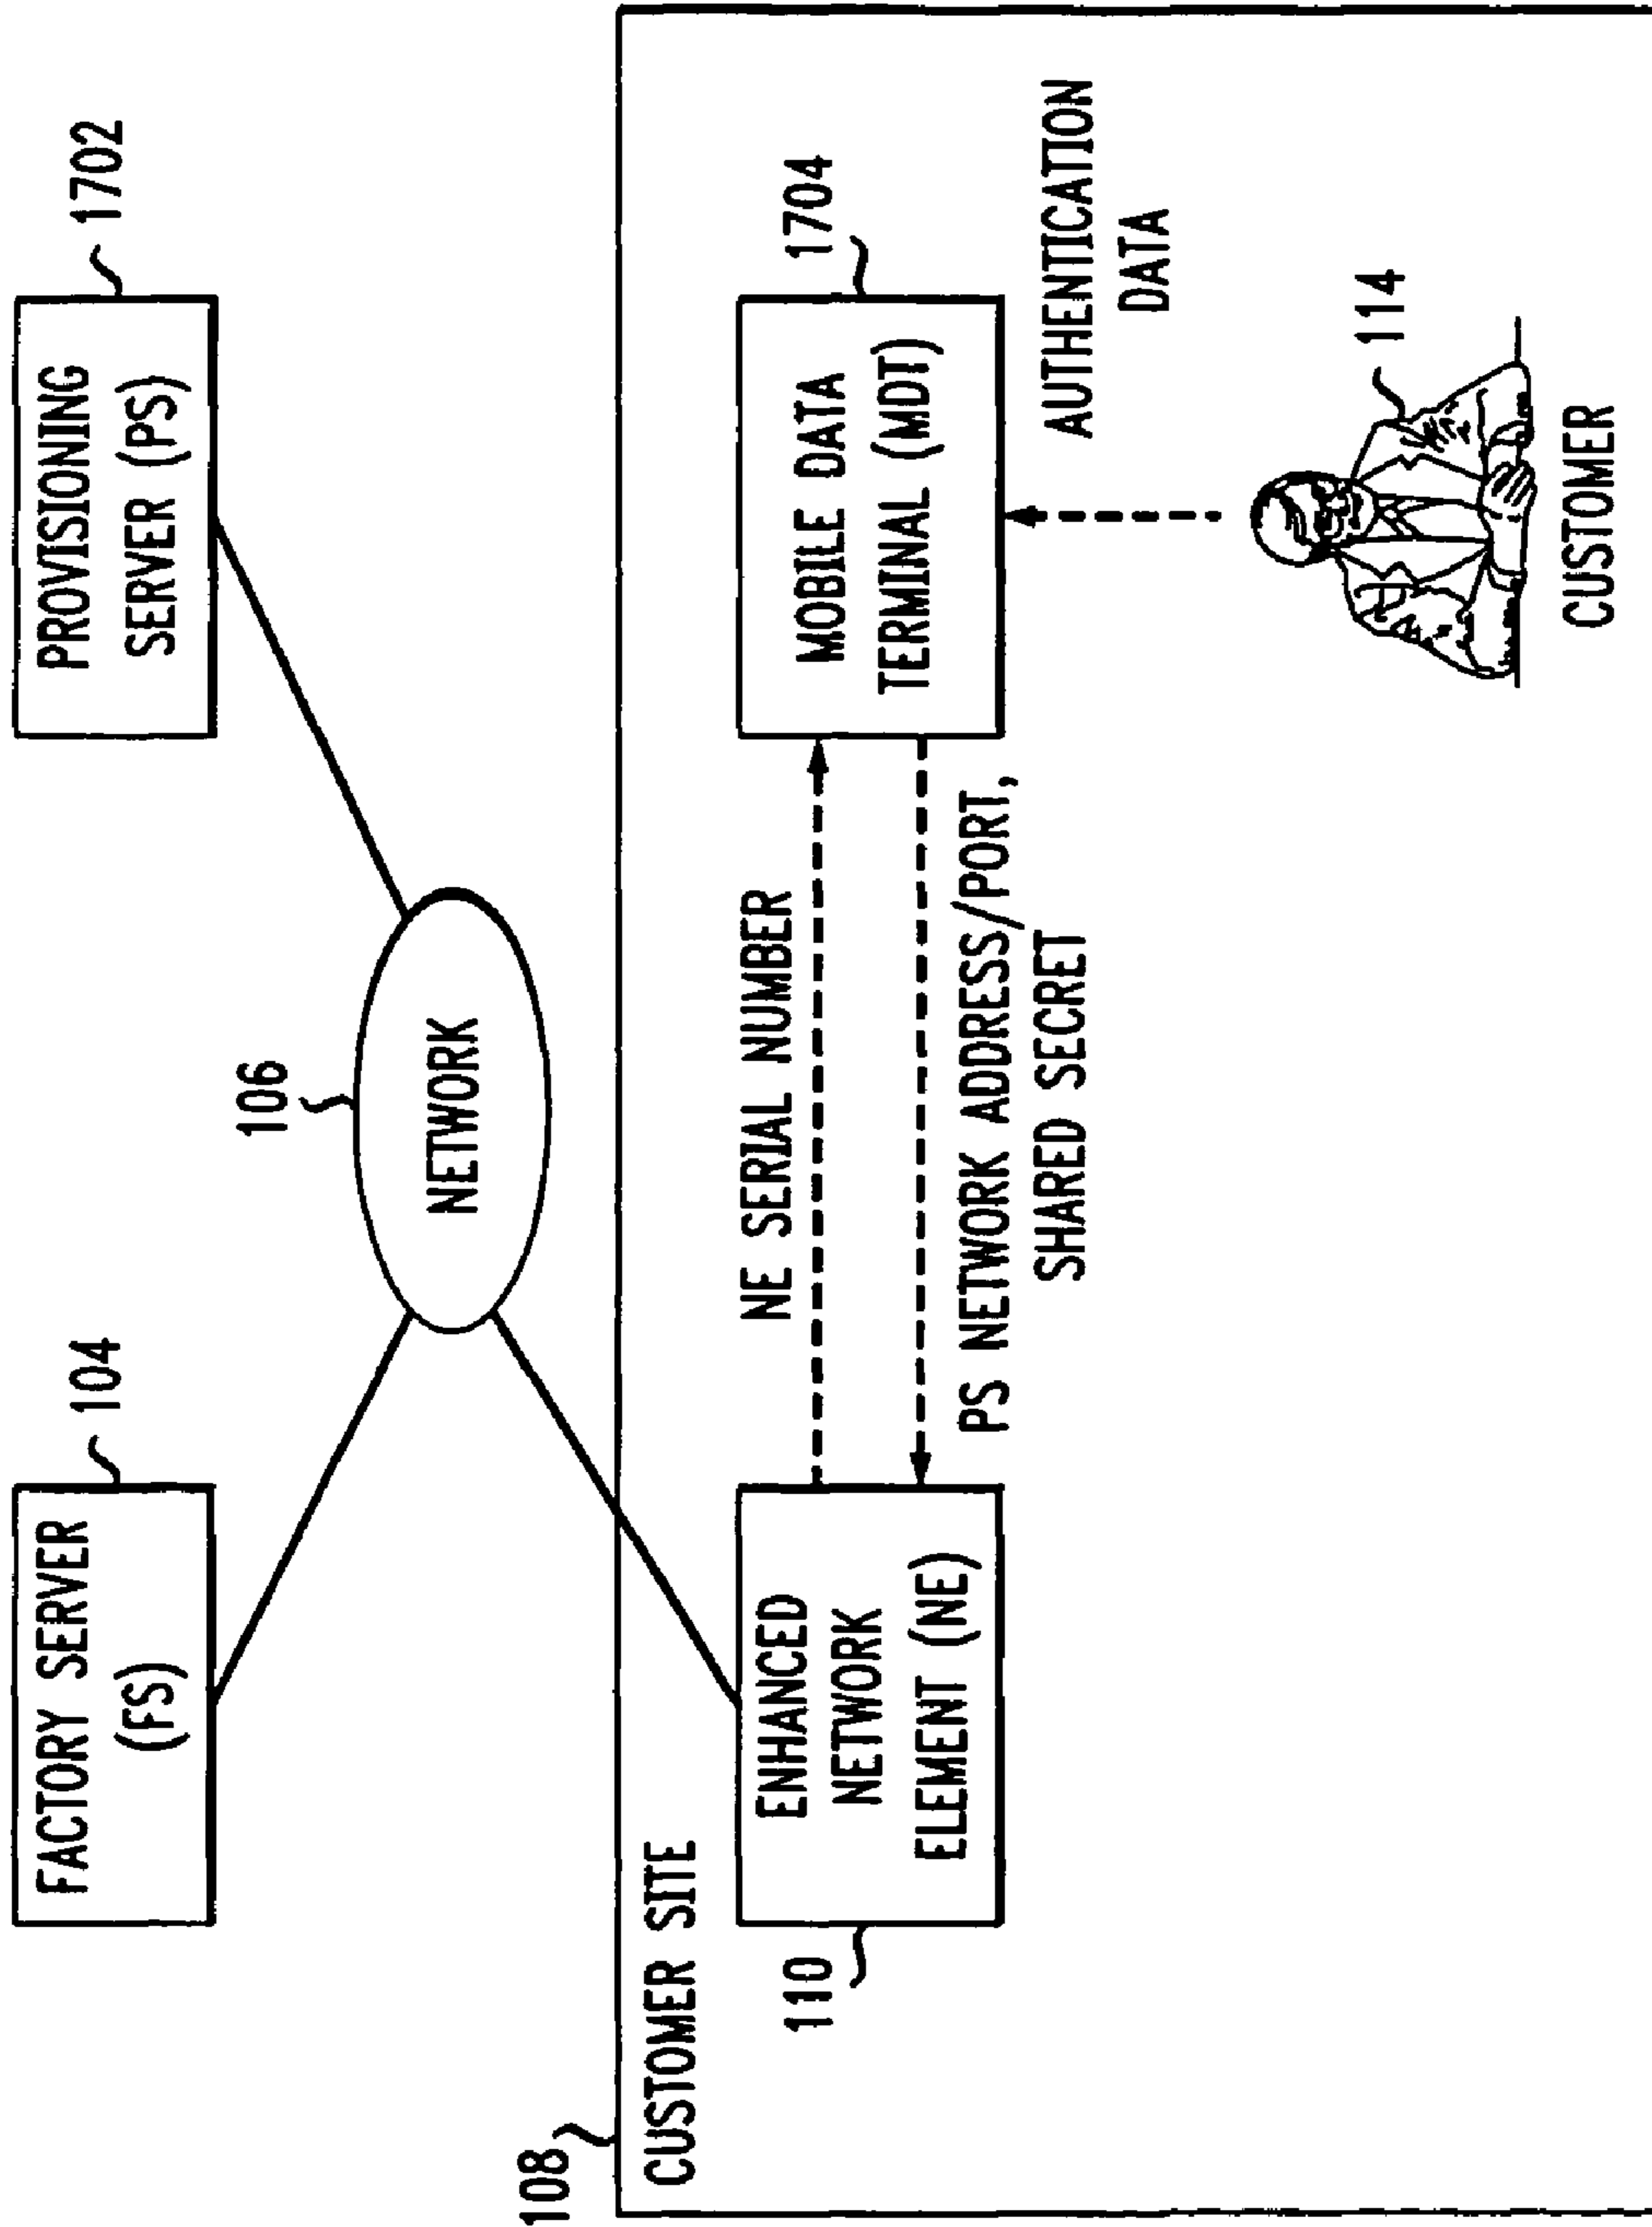 FACTORY SERVER
(FS)
104
PROVISIONING
SERVER (PS)
1702
106
NETWORK
108
CUSTOMER SITE
110
ENHANCED
NETWORK
ELEMENT (NE)
NE SERIAL NUMBER
PS NETWORK ADDRESS/PORT,
SHARED SECRET
MOBILE DATA
TERMINAL (MDT)
1704
AUTHENTICATION
DATA
114
CUSTOMER